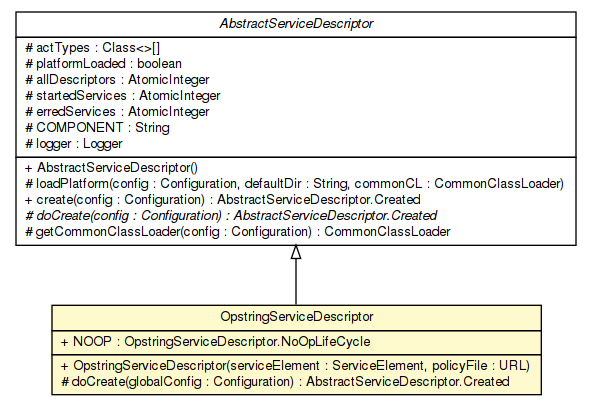 AbstractServiceDescriptor
# actTypes : Class<>[]
# platformLoaded : boolean
# allDescriptors : AtomicInteger
# startedServices : AtomicInteger
# erredServices : AtomicInteger
# COMPONENT : String
# logger : Logger
+ AbstractServiceDescriptor()
# loadPlatform(config : Configuration, defaultDir : String, commonCL : CommonClassLoader)
+ create(config : Configuration) : AbstractServiceDescriptor.Created
# doCreate(config : Configuration) : AbstractServiceDescriptor.Created
# getCommonClassLoader(config : Configuration) : CommonClassLoader
OpstringServiceDescriptor
+ NOOP : OpstringServiceDescriptor.NoOpLifeCycle
+ OpstringServiceDescriptor(serviceElement : ServiceElement, policyFile : URL)
# doCreate(globalConfig : Configuration) : AbstractServiceDescriptor.Created